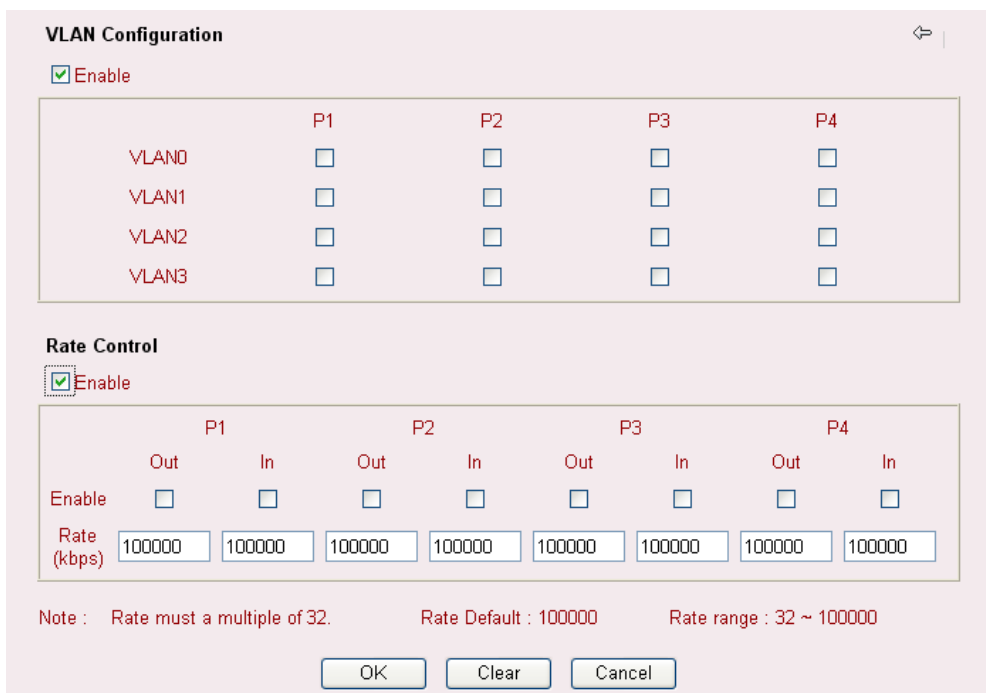 VLAN Configuration
Enable
P1 P2 P3 P4
VLAN0
VLAN1
VLAN2
VLAN3
Rate Control
Enable
P1 P2 P3 P4
Out In Out In Out In Out In
Enable
Rate
(kbps)
100000 100000 100000 100000 100000 100000 100000 100000
Note : Rate must a multiple of 32. Rate Default : 100000 Rate range : 32 ~ 100000
OK Clear Cancel